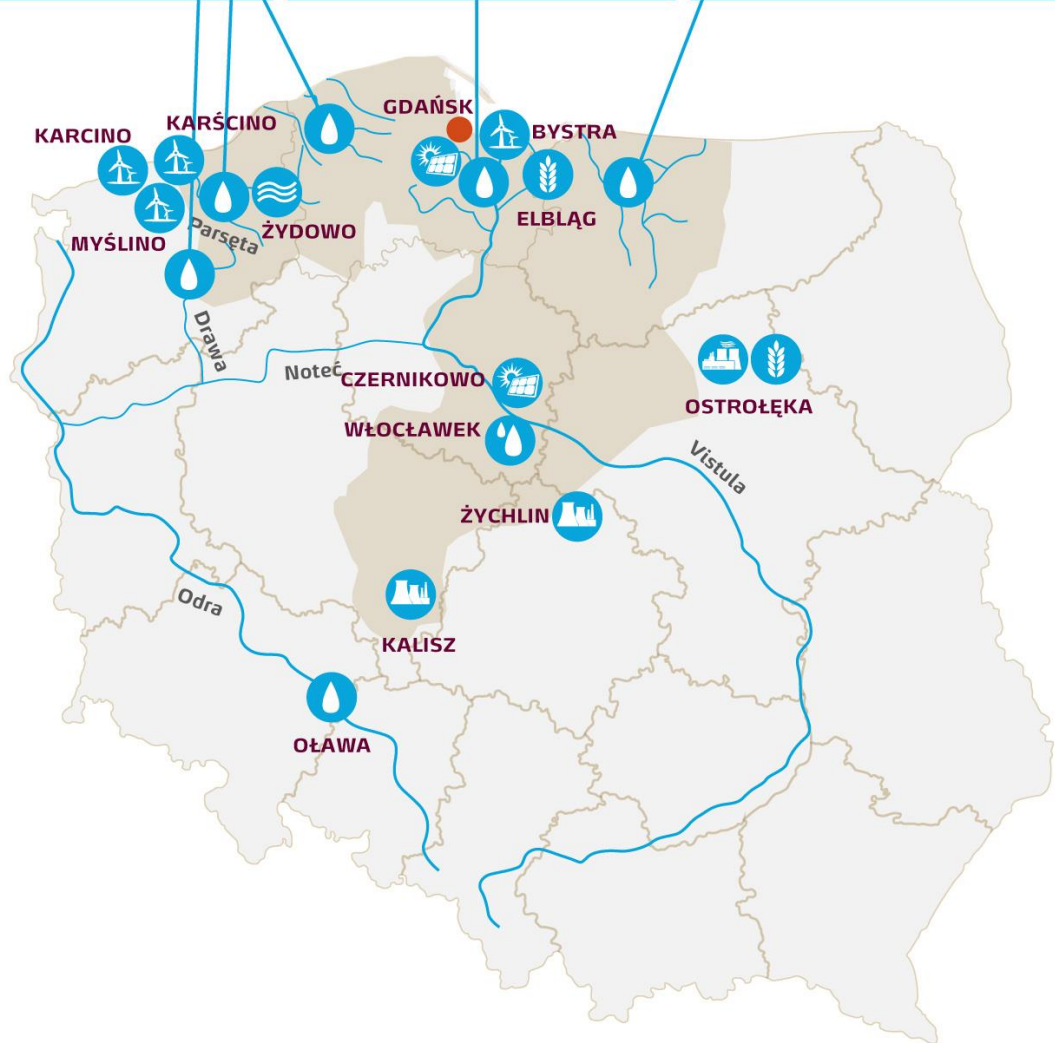 GDAŃSK
KARŚCINO
BYSTRA
KARCINO
ELBLĄG
ŻYDOWO
MYŚLINO
Parsęta
Drawa
Noteć
CZERNIKOWO
OSTROŁĘKA
WŁOCŁAWEK
Vistula
ŻYCHLIN
Odra
KALISZ
OŁAWA